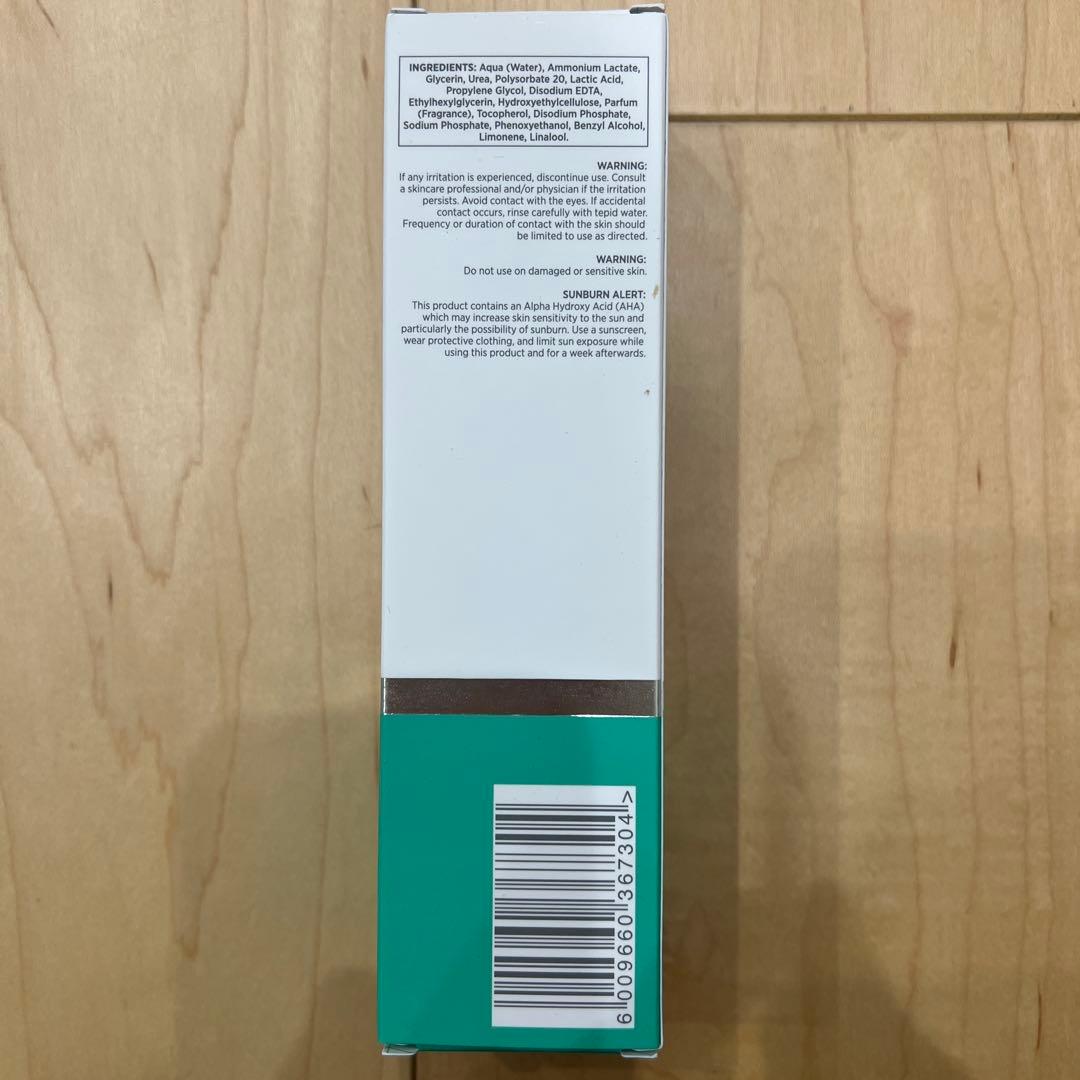 INGREDIENTS: Aqua (Water), Ammonium Lactate,
Glycerin, Urea, Polysorbate 20, Lactic Acid,
Propylene Glycol, Disodium EDTA,
Ethylhexylglycerin, Hydroxyethylcellulose, Parfum
(Fragrance), Tocopherol, Disodium Phosphate,
Sodium Phosphate, Phenoxyethanol, Benzyl Alcohol,
Limonene, Linalool.
WARNING:
If any irritation is experienced, discontinue use. Consult
a skincare professional and/or physician if the irritation
persists. Avoid contact with the eyes. If accidental
contact occurs, rinse carefully with tepid water.
Frequency or duration of contact with the skin should
be limited to use as directed.
WARNING:
Do not use on damaged or sensitive skin.
SUNBURN ALERT:
This product contains an Alpha Hydroxy Acid (AHA)
which may increase skin sensitivity to the sun and
particularly the possibility of sunburn. Use a sunscreen,
wear protective clothing, and limit sun exposure while
using this product and for a week afterwards.
6 009660 367304 >